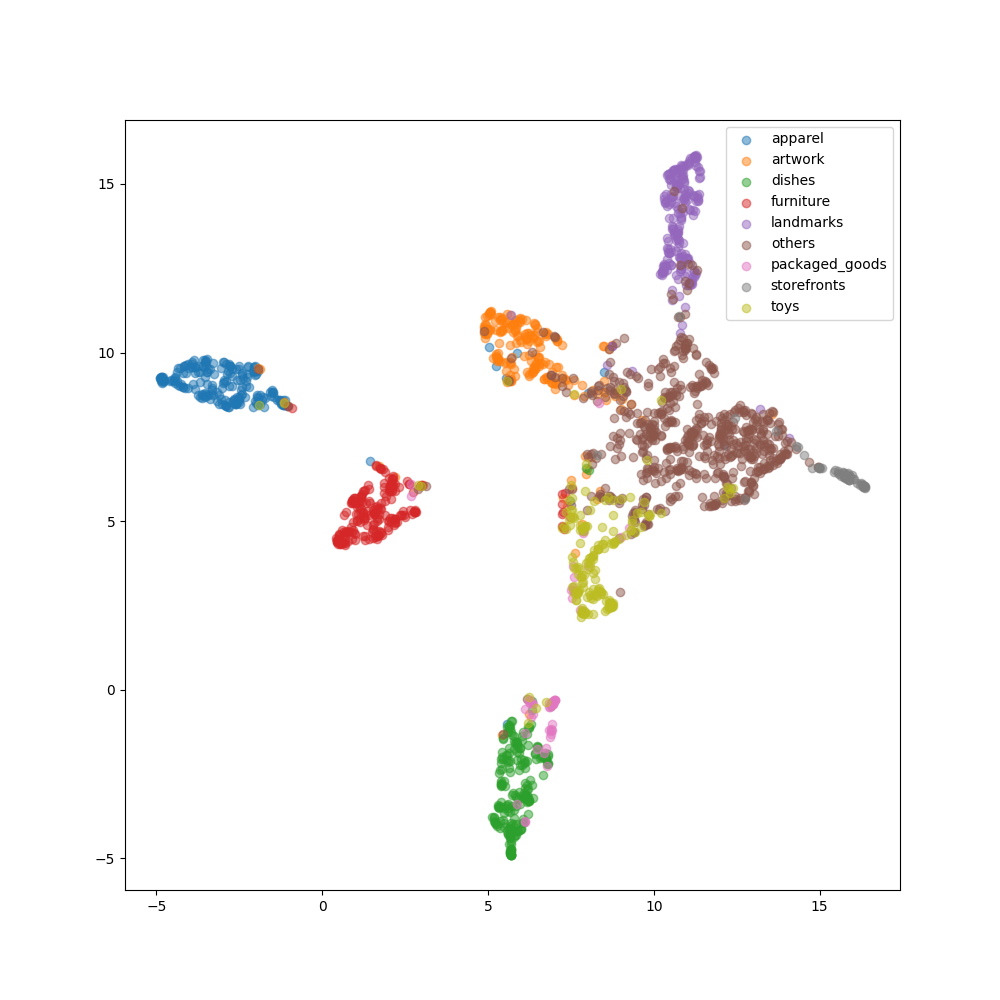 apparel
artwork
dishes
furniture
landmarks
others
packaged_goods
storefronts
toys
15
10
5
0
−5
−5
0
5
10
15